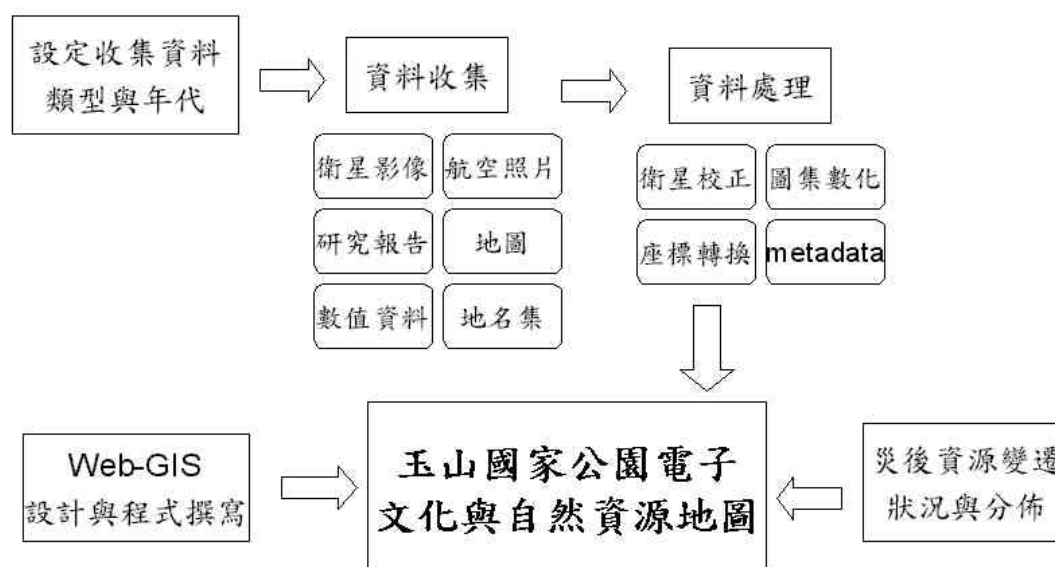 設定收集資料
類型與年代
資料收集
資料處理
衛星影像
航空照片
研究報告
地圖
數值資料
地名集
衛星校正
圖集數化
座標轉換
metadata
Web-GIS
設計與程式撰寫
玉山國家公園電子
文化與自然資源地圖
災後資源變遷
狀況與分佈